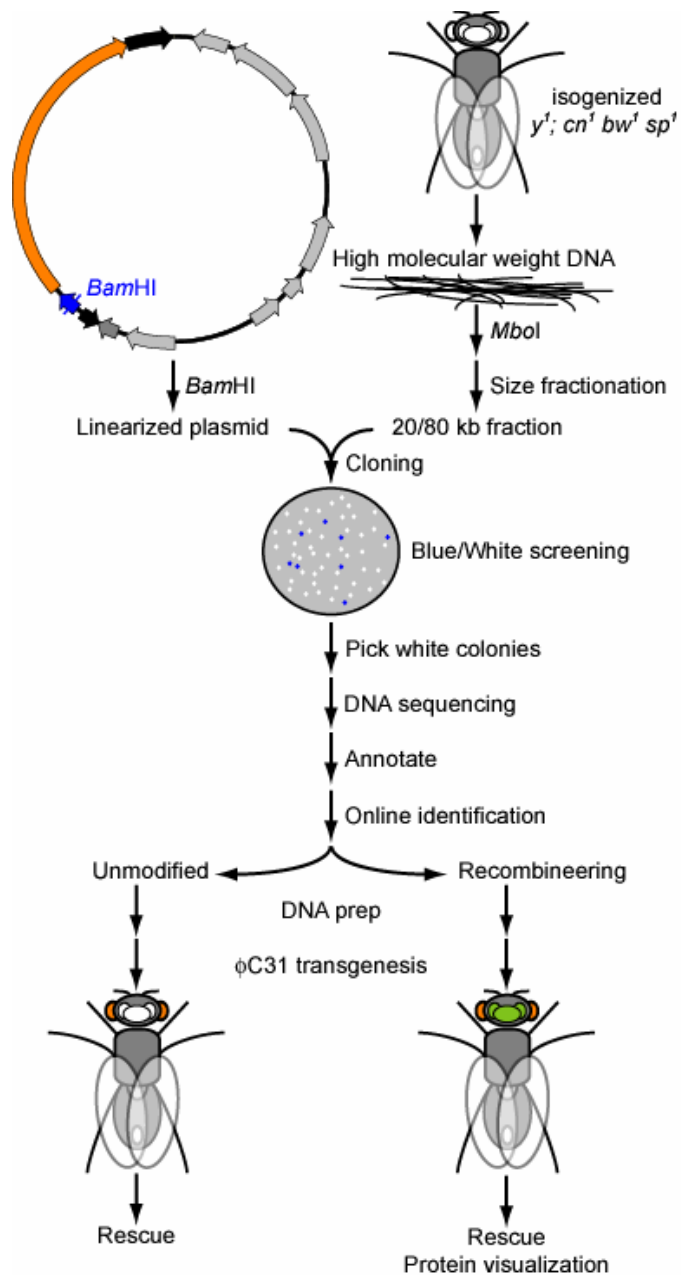 isogenized
y¹; cn¹ bw¹ sp¹
BamHI
High molecular weight DNA
MboI
BamHI
Size fractionation
Linearized plasmid
20/80 kb fraction
Cloning
Blue/White screening
Pick white colonies
DNA sequencing
Annotate
Online identification
Unmodified
Recombineering
DNA prep
ϕC31 transgenesis
Rescue
Rescue
Protein visualization